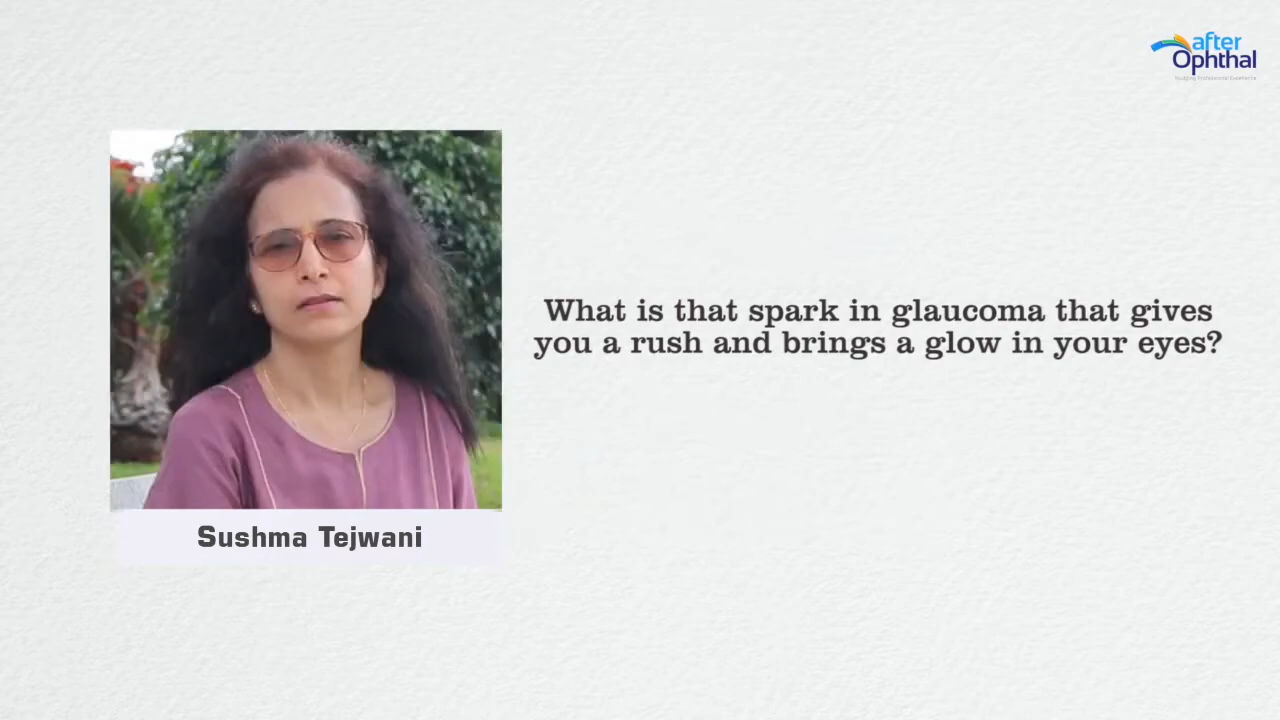 after
Ophthal
What is that spark in glaucoma that gives
you a rush and brings a glow in your eyes?
Sushma Tejwani